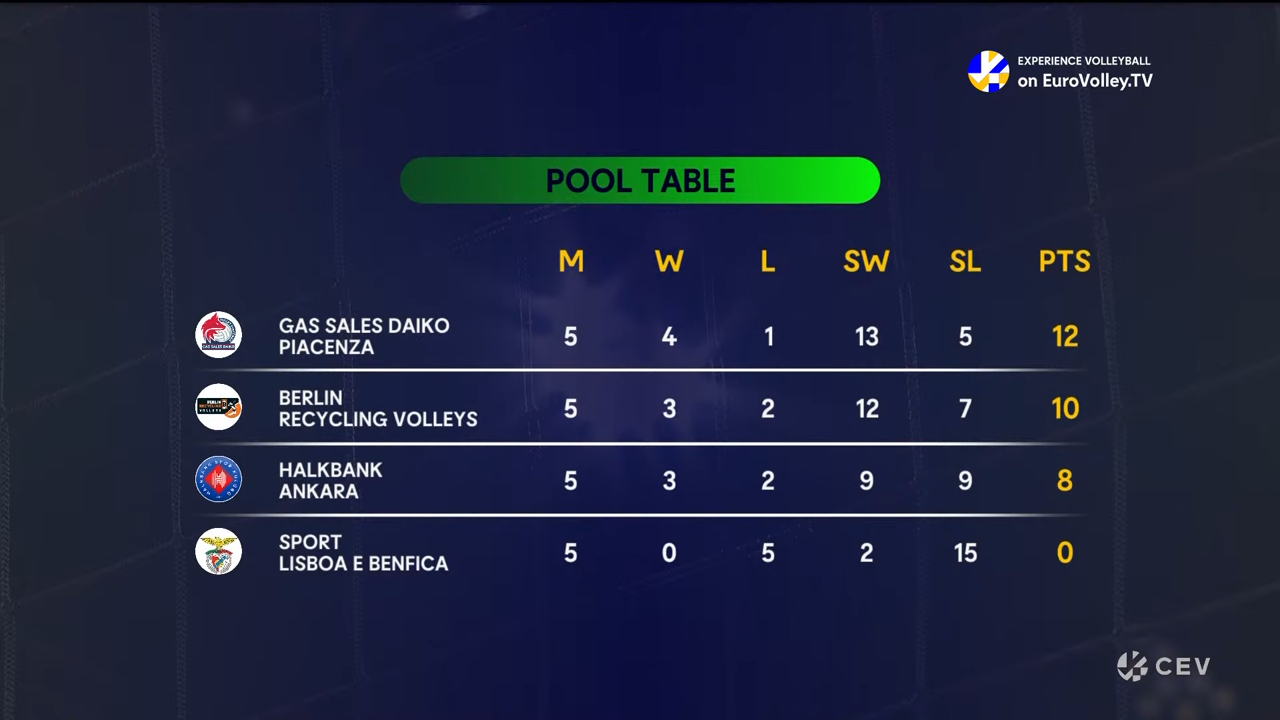 EXPERIENCE VOLLEYBALL
on EuroVolley.TV
POOL TABLE
M W L SW SL PTS
GAS SALES DAIKO
PIACENZA
5 4 1 13 5 12
BERLIN
RECYCLING VOLLEYS
5 3 2 12 7 10
HALKBANK
ANKARA
5 3 2 9 9 8
SPORT
LISBOA E BENFICA
5 0 5 2 15 0
CEV